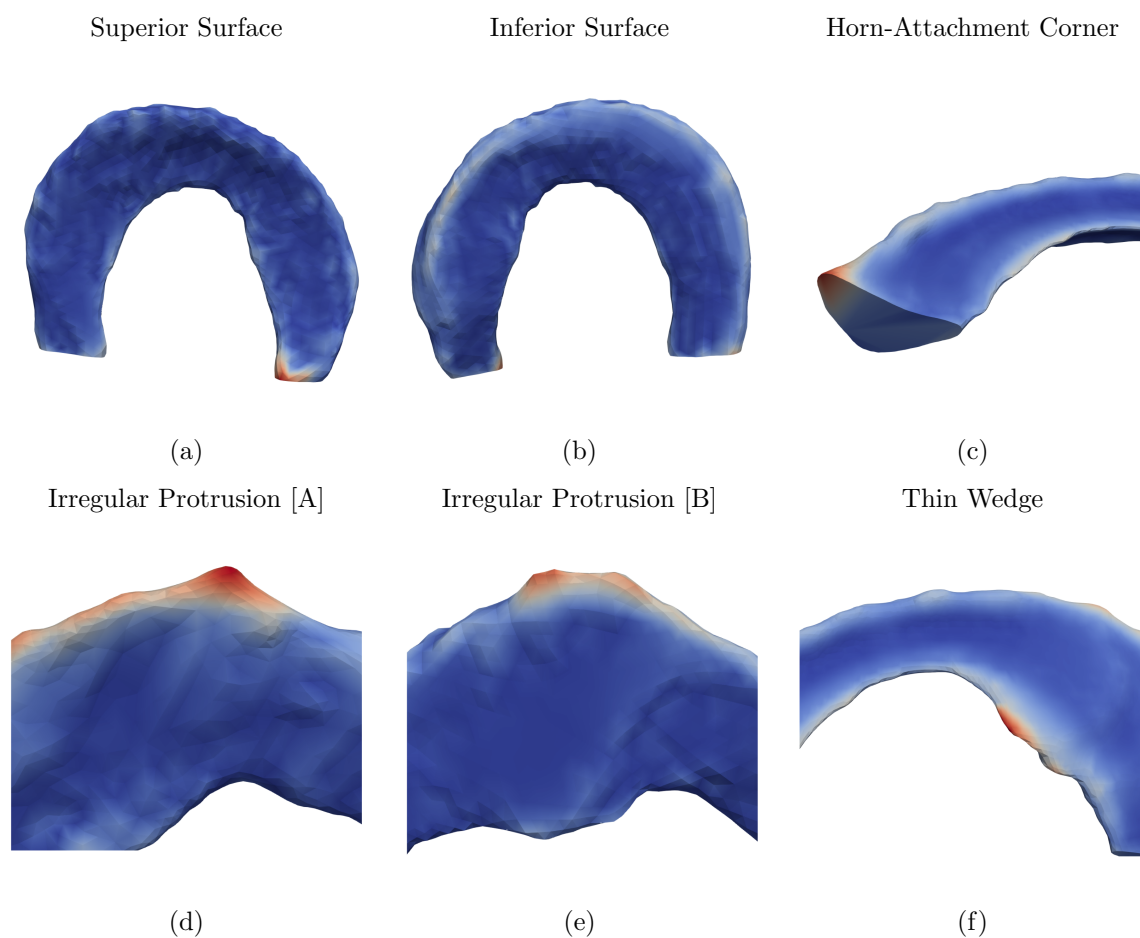 Superior Surface
Inferior Surface
Horn-Attachment Corner
(a)
(b)
(c)
Irregular Protrusion [A]
Irregular Protrusion [B]
Thin Wedge
(d)
(e)
(f)